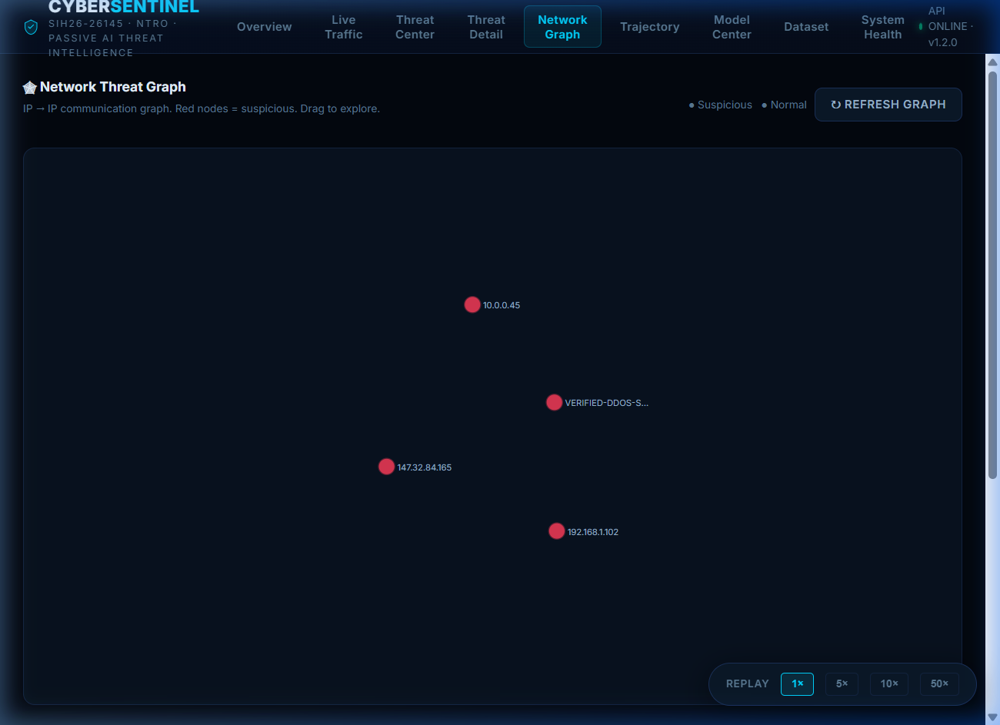 CYBERSENTINEL
SIH26-26145 · NTRO ·
PASSIVE AI THREAT
INTELLIGENCE
Overview
Live
Traffic
Threat
Center
Threat
Detail
Network
Graph
Trajectory
Model
Center
Dataset
System
Health
API
ONLINE ·
v1.2.0
Network Threat Graph
IP → IP communication graph. Red nodes = suspicious. Drag to explore.
● Suspicious ● Normal
↻ REFRESH GRAPH
10.0.0.45
VERIFIED-DDOS-S...
147.32.84.165
192.168.1.102
REPLAY 1× 5× 10× 50×